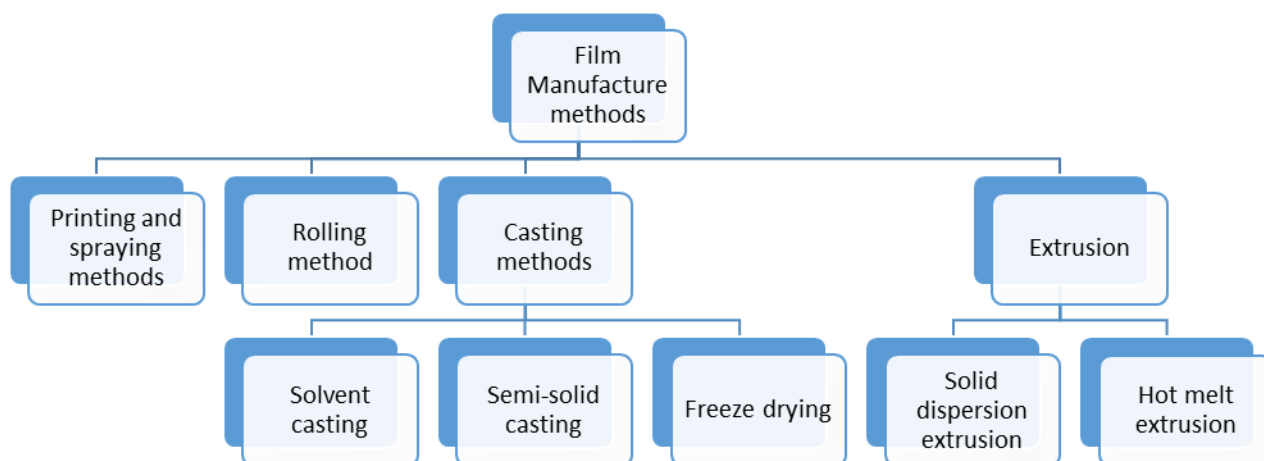 Film
Manufacture
methods
Printing and
spraying
methods
Rolling
method
Casting
methods
Extrusion
Solvent
casting
Semi-solid
casting
Freeze drying
Solid
dispersion
extrusion
Hot melt
extrusion